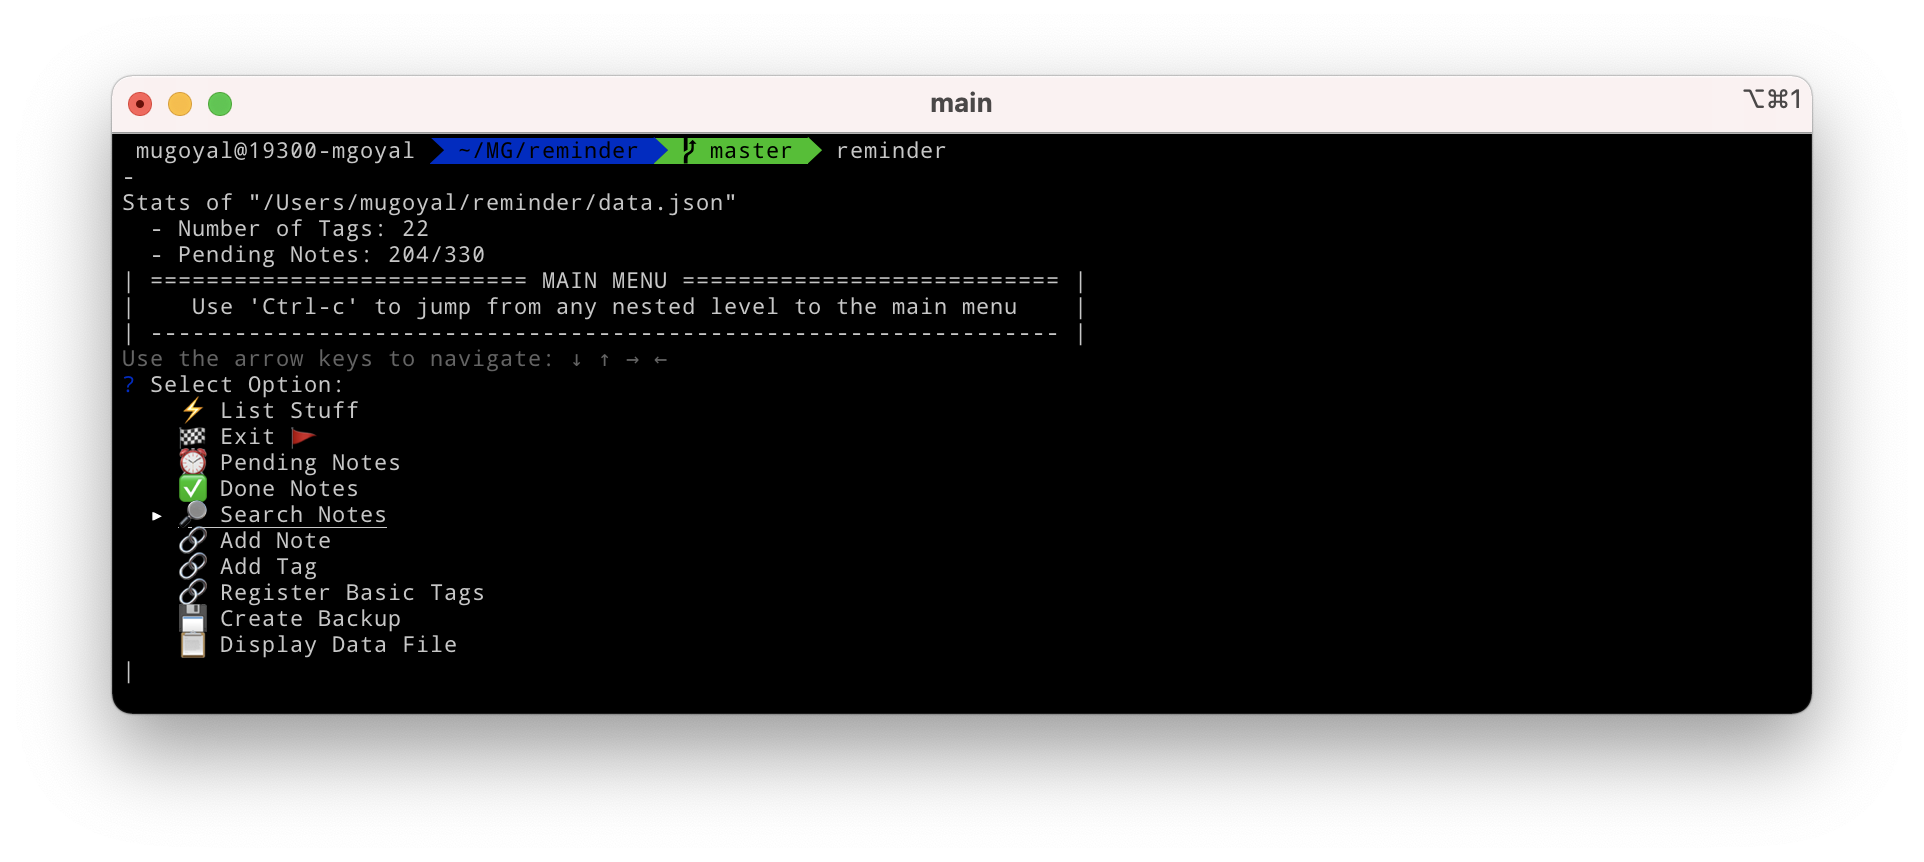 main
⌥⌘1
mugoyal@19300-mgoyal ~/MG/reminder master reminder
-
Stats of "/Users/mugoyal/reminder/data.json"
  - Number of Tags: 22
  - Pending Notes: 204/330
| =========================== MAIN MENU =========================== |
|    Use 'Ctrl-c' to jump from any nested level to the main menu    |
| ----------------------------------------------------------------- |
Use the arrow keys to navigate: ↓ ↑ → ←
? Select Option:
    ⚡ List Stuff
    🏁 Exit 🚩
    ⏰ Pending Notes
    ✅ Done Notes
  ▸ 🔎 Search Notes
    🔗 Add Note
    🔗 Add Tag
    🔗 Register Basic Tags
    💾 Create Backup
    📋 Display Data File
|